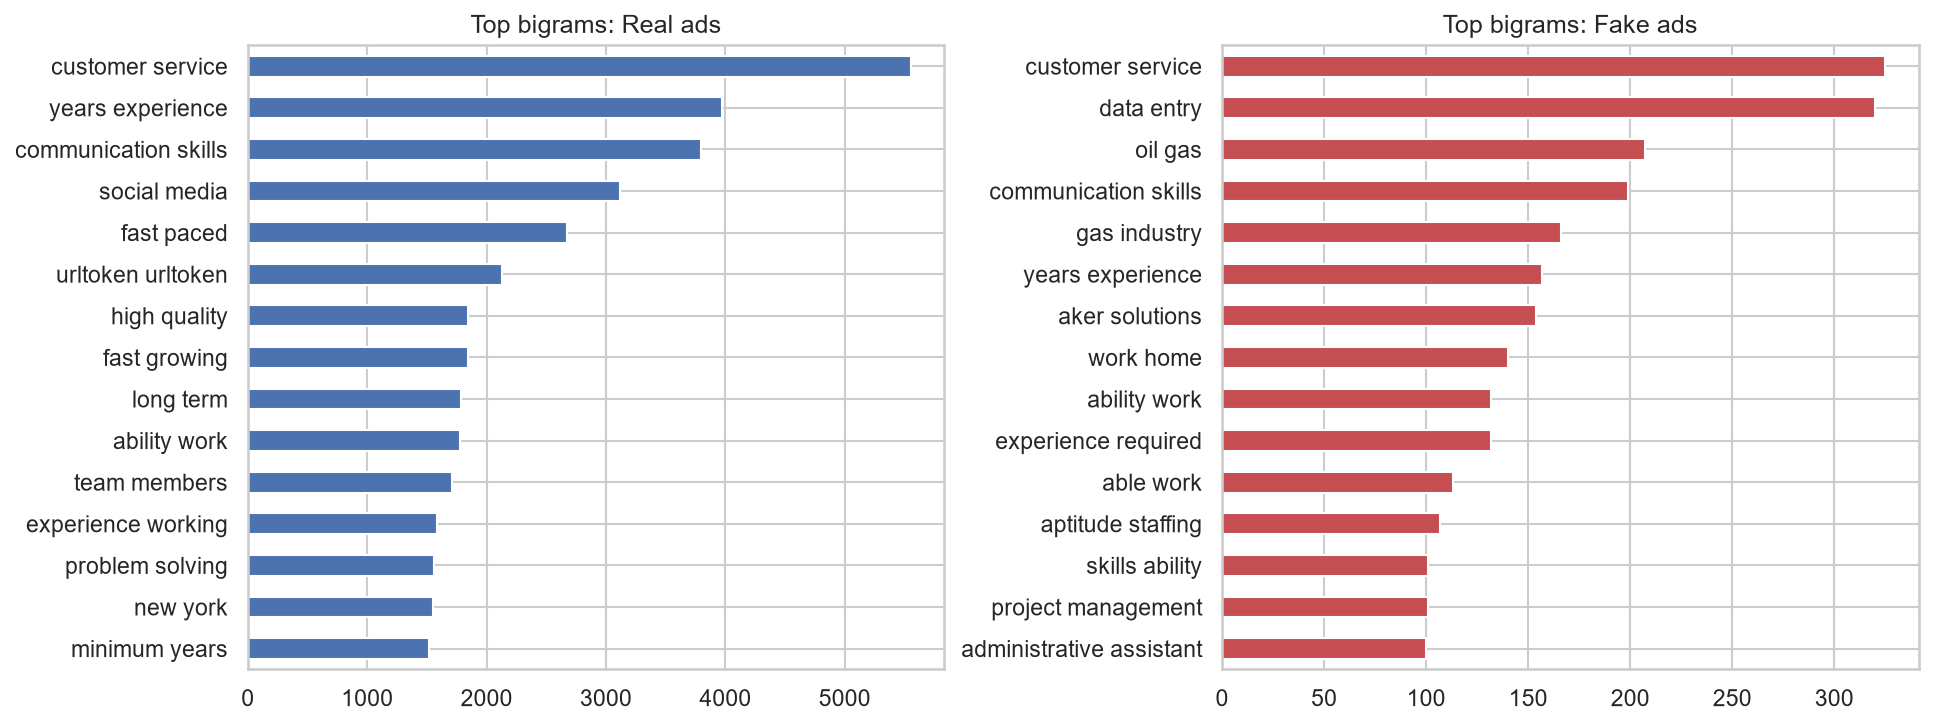 Top bigrams: Real ads
customer service
years experience
communication skills
social media
fast paced
urltoken urltoken
high quality
fast growing
long term
ability work
team members
experience working
problem solving
new york
minimum years
0 1000 2000 3000 4000 5000
Top bigrams: Fake ads
customer service
data entry
oil gas
communication skills
gas industry
years experience
aker solutions
work home
ability work
experience required
able work
aptitude staffing
skills ability
project management
administrative assistant
0 50 100 150 200 250 300